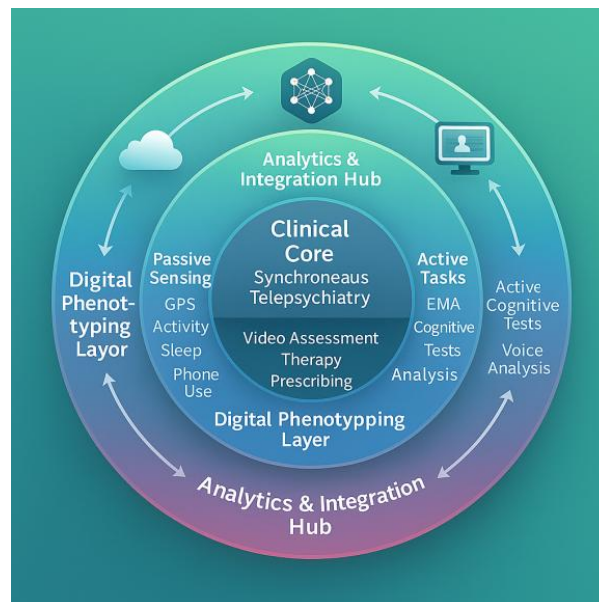 Analytics &
Integration Hub
Clinical
Core
Synchroneaus
Telepsychiatry
Video Assessment
Therapy
Prescribing
Passive
Sensing
GPS
Activity
Sleep
Phone
Use
Active
Tasks
EMA
Cognitive
Tests
Analysis
Digital Phenotypping
Layer
Digital
Phenot-
typing
Layor
Active
Cognitive
Tests
Voice
Analysis
Analytics & Integration
Hub